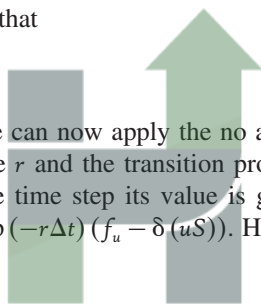 that
e can now apply the no a
e r and the transition pro
e time step its value is g
p (−rΔt) (f_u − δ (uS)). H